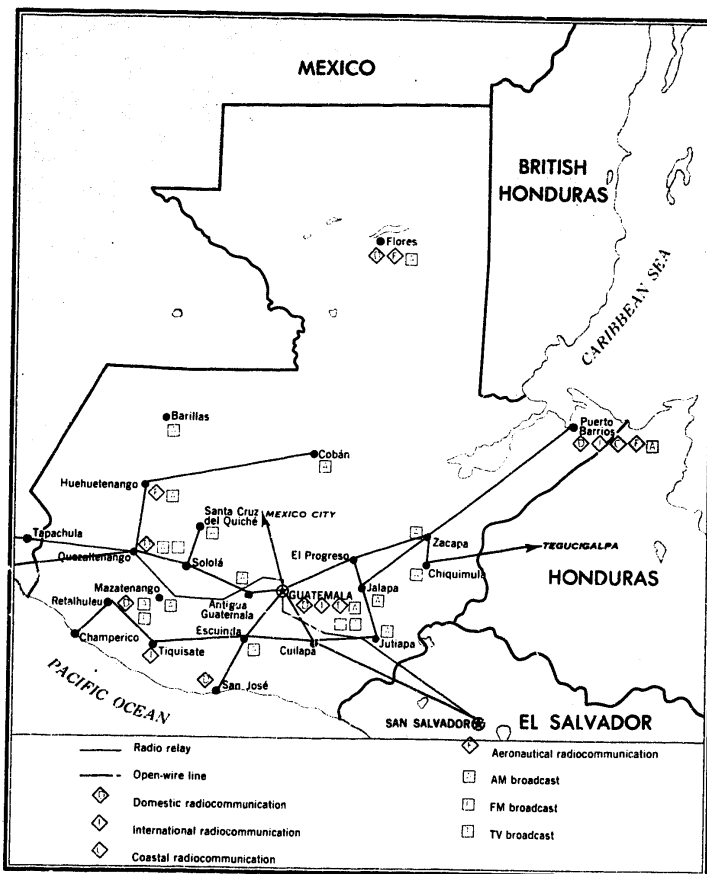 MEXICO
BRITISH
HONDURAS
Flores
F
CARIBBEAN SEA
Barillas
Puerto
Barrios
D I C F A
Cobán
Huehuetenango
Santa Cruz
del Quiché
MEXICO CITY
Tapachula
Quezaltenango
Sololá
El Progreso
Zacapa
TEGUCIGALPA
Chiquimula
HONDURAS
Mazatenango
Retalhuleu
Antigua
Guatemala
GUATEMALA
Jalapa
Champerico
Tiquisate
Escuinda
Cuilapa
Jutiapa
San José
PACIFIC OCEAN
SAN SALVADOR
EL SALVADOR
Radio relay
Open-wire line
Domestic radiocommunication
International radiocommunication
Coastal radiocommunication
Aeronautical radiocommunication
AM broadcast
FM broadcast
TV broadcast